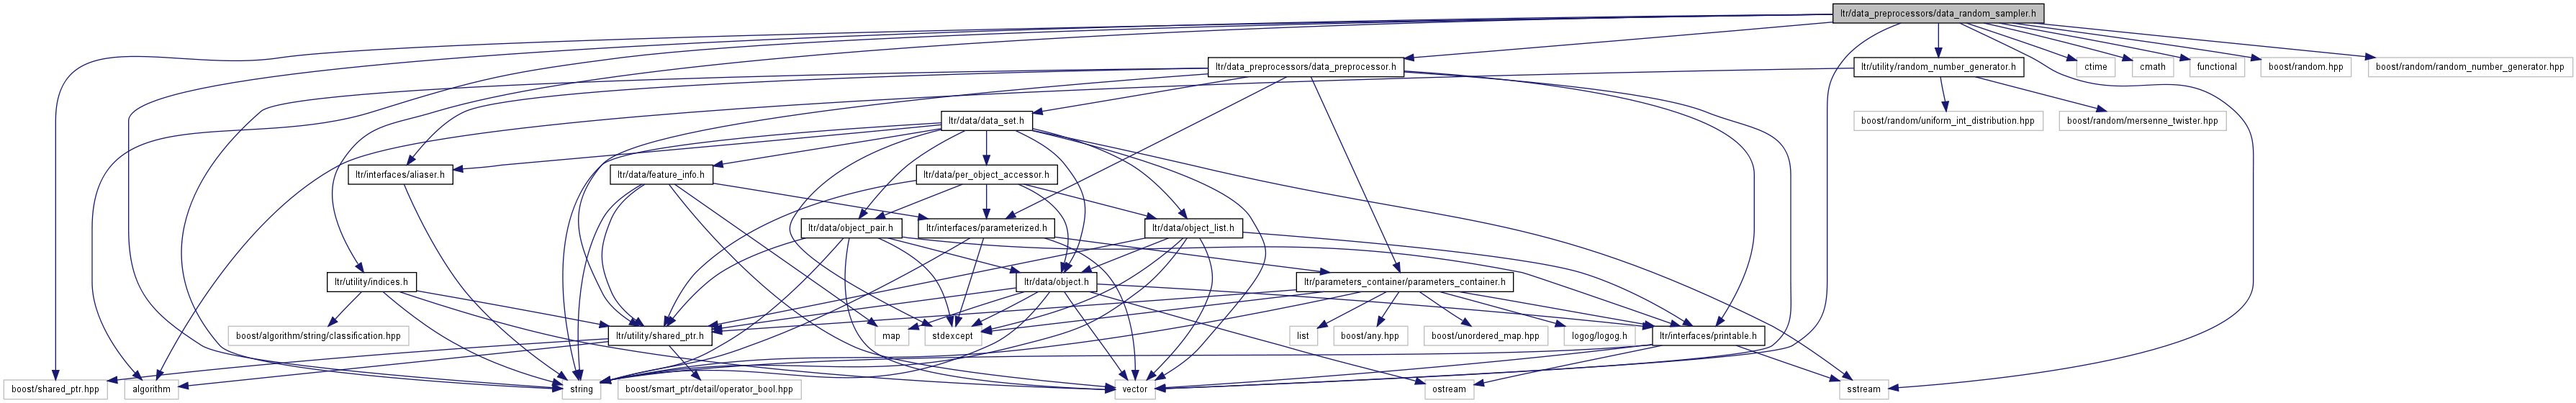 ltr/data_preprocessors/data_random_sampler.h
ltr/data_preprocessors/data_preprocessor.h
ltr/utility/random_number_generator.h
ctime
cmath
functional
boost/random.hpp
boost/random/random_number_generator.hpp
ltr/data/data_set.h
boost/random/uniform_int_distribution.hpp
boost/random/mersenne_twister.hpp
ltr/interfaces/aliaser.h
ltr/data/feature_info.h
ltr/data/per_object_accessor.h
ltr/data/object_pair.h
ltr/interfaces/parameterized.h
ltr/data/object_list.h
ltr/utility/indices.h
ltr/data/object.h
ltr/parameters_container/parameters_container.h
boost/algorithm/string/classification.hpp
ltr/utility/shared_ptr.h
map
stdexcept
list
boost/any.hpp
boost/unordered_map.hpp
logog/logog.h
ltr/interfaces/printable.h
boost/shared_ptr.hpp
algorithm
string
boost/smart_ptr/detail/operator_bool.hpp
vector
ostream
sstream